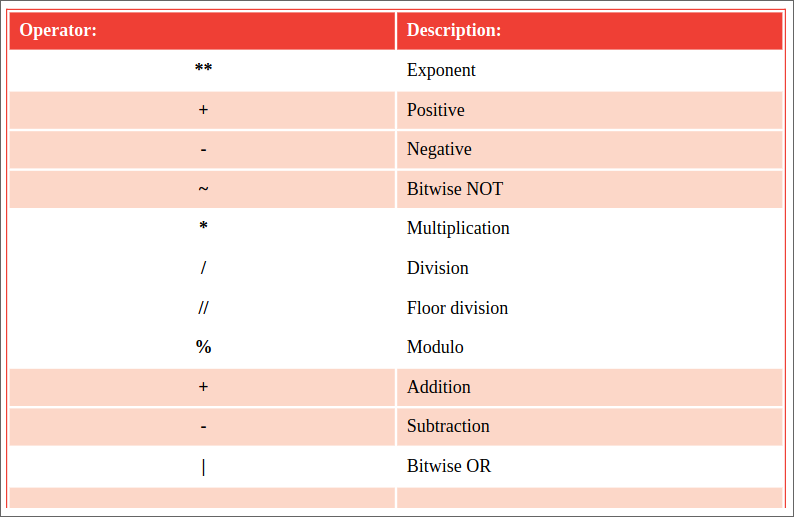 Operator: Description:
** Exponent
+ Positive
- Negative
~ Bitwise NOT
* Multiplication
/ Division
// Floor division
% Modulo
+ Addition
- Subtraction
| Bitwise OR